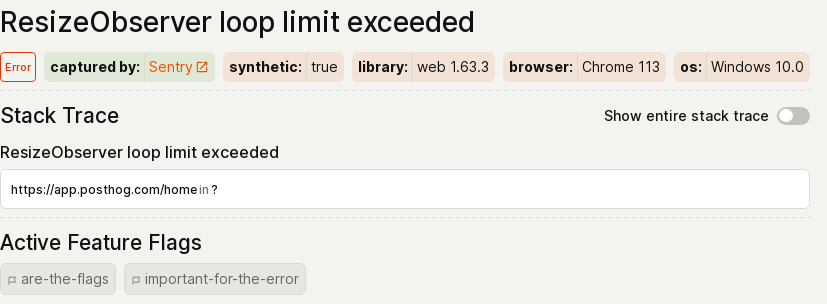 ResizeObserver loop limit exceeded
Error captured by: Sentry synthetic: true library: web 1.63.3 browser: Chrome 113 os: Windows 10.0
Stack Trace Show entire stack trace
ResizeObserver loop limit exceeded
https://app.posthog.com/home in ?
Active Feature Flags
are-the-flags important-for-the-error